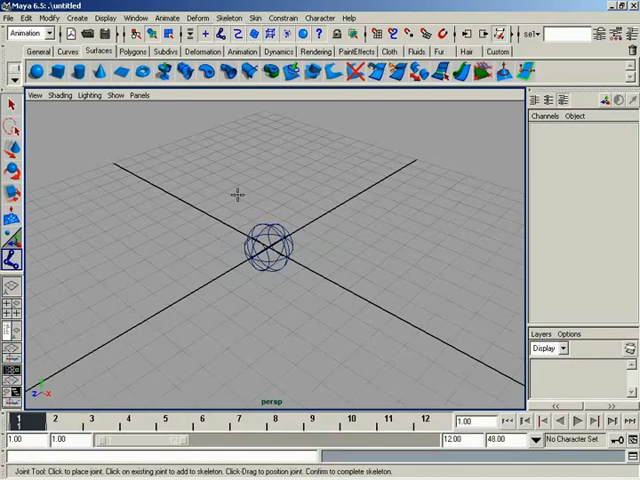 Maya 6.5: .\untitled
File Edit Modify Create Display Window Animate Deform Skeleton Skin Constrain Character Help
Animation sel
General Curves Surfaces Polygons Subdivs Deformation Animation Dynamics Rendering PaintEffects Cloth Fluids Fur Hair Custom
View Shading Lighting Show Panels
Channels Object
Layers Options
Display
z x
persp
1 2 3 4 5 6 7 8 9 10 11 12 1.00
1.00 1.00 12.00 48.00 No Character Set
Joint Tool: Click to place joint. Click on existing joint to add to skeleton. Click-Drag to position joint. Confirm to complete skeleton.